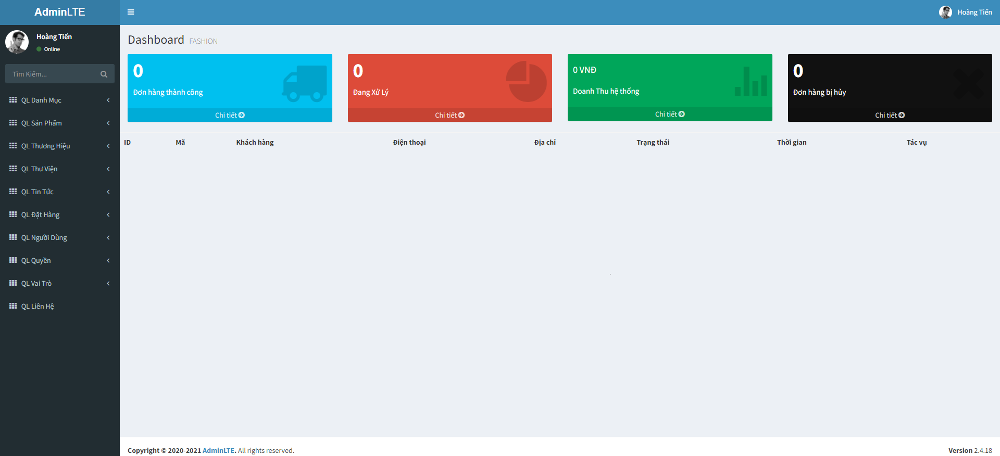 AdminLTE
Hoàng Tiến
Hoàng Tiến
Online
Tìm Kiếm...
QL Danh Mục
QL Sản Phẩm
QL Thương Hiệu
QL Thư Viện
QL Tin Tức
QL Đặt Hàng
QL Người Dùng
QL Quyền
QL Vai Trò
QL Liên Hệ
Dashboard FASHION
0
Đơn hàng thành công
Chi tiết
0
Đang Xử Lý
Chi tiết
0 VNĐ
Doanh Thu hệ thống
Chi tiết
0
Đơn hàng bị hủy
Chi tiết
ID Mã Khách hàng Điện thoại Địa chỉ Trạng thái Thời gian Tác vụ
Copyright © 2020-2021 AdminLTE. All rights reserved.
Version 2.4.18